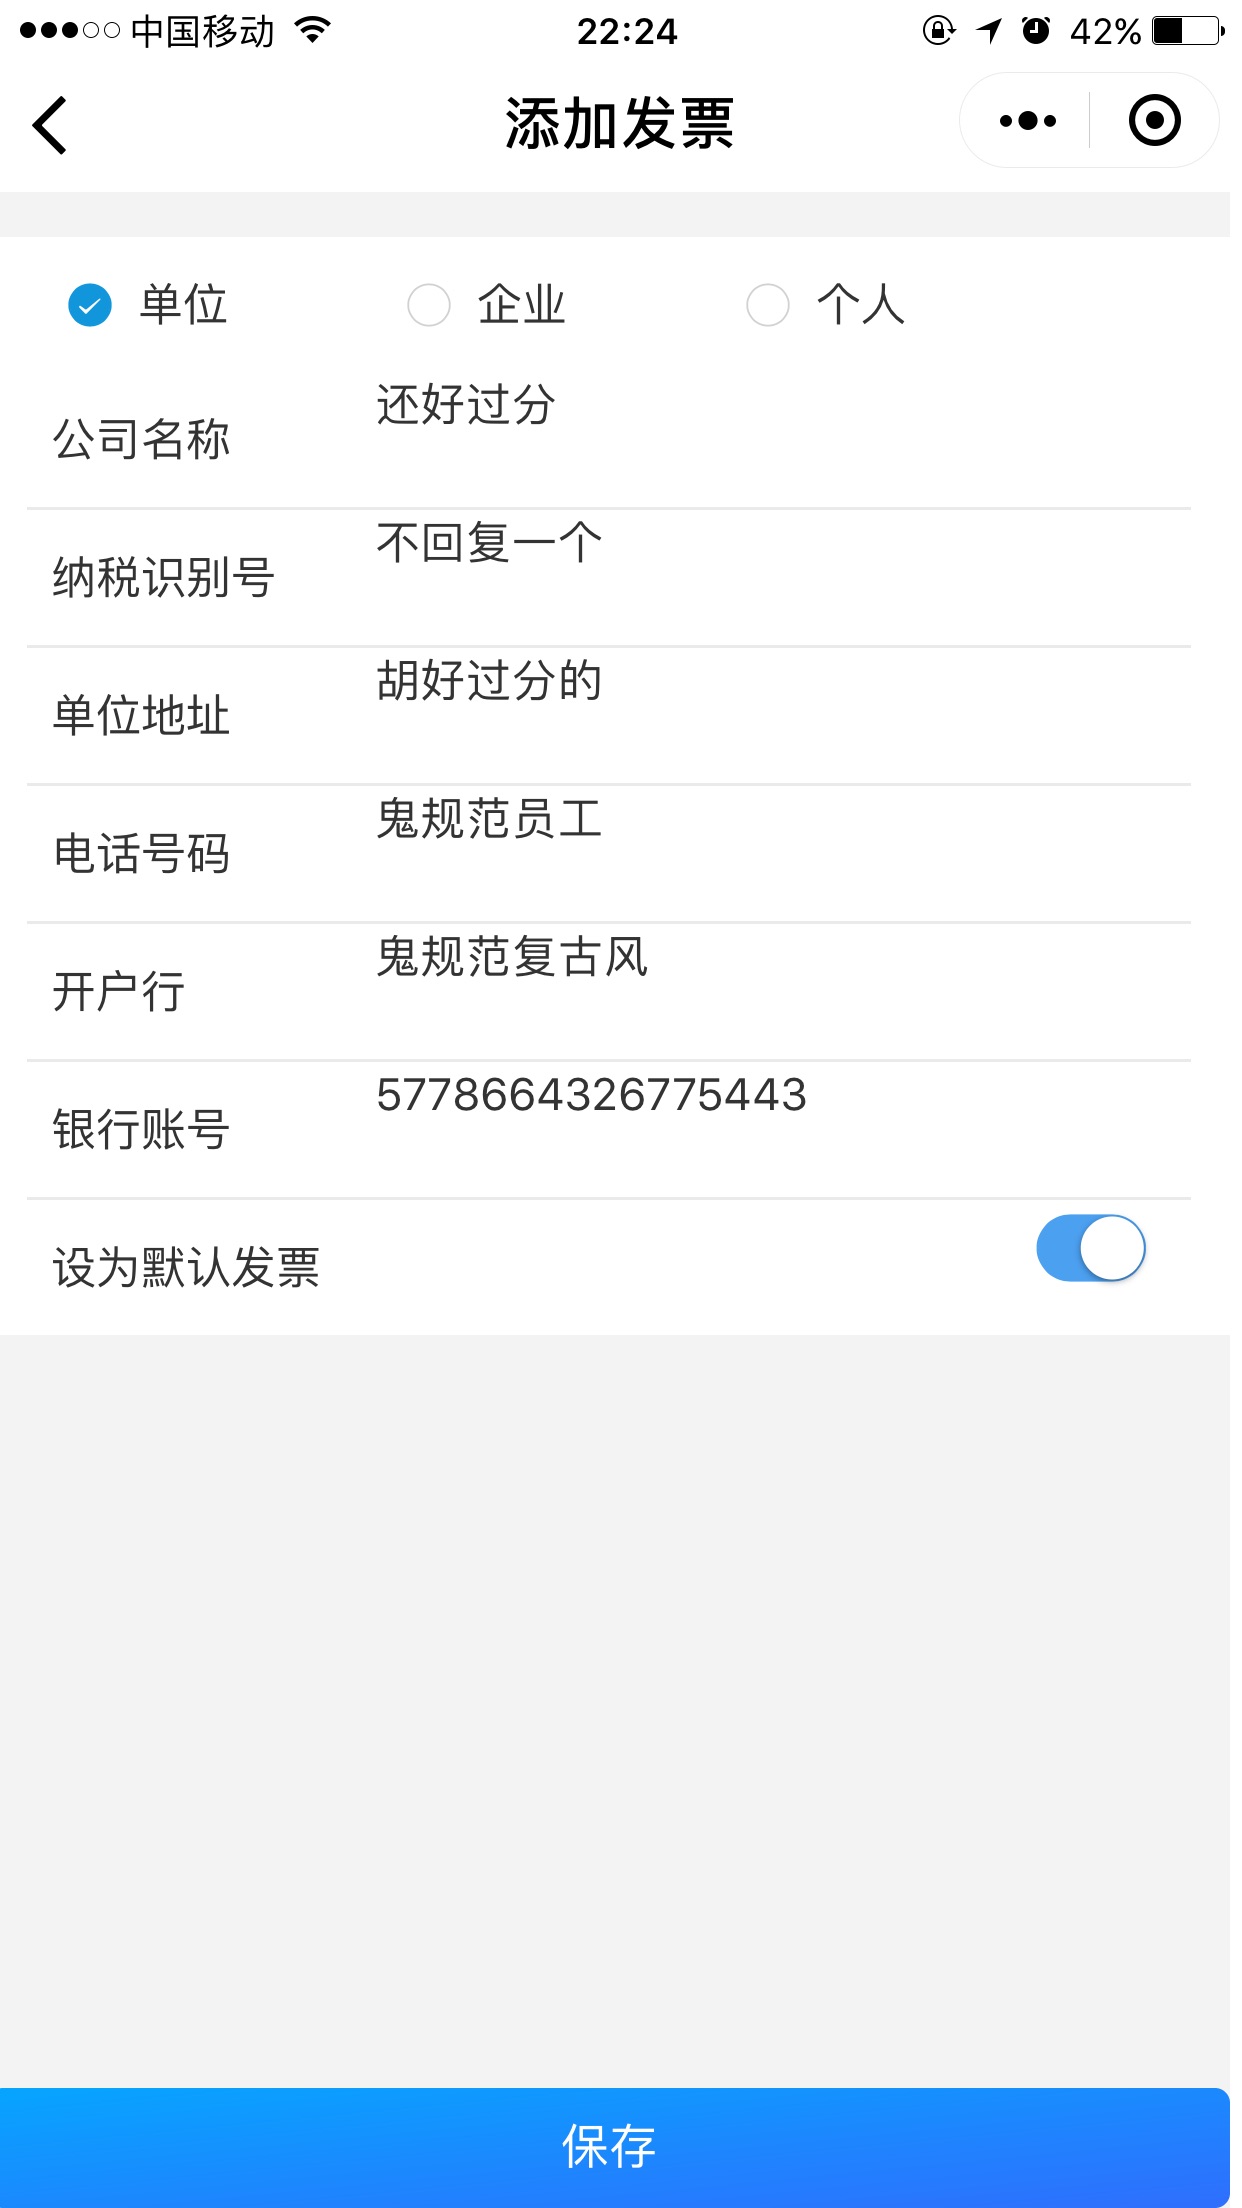 中国移动 22:24 42%
添加发票
单位 企业 个人
公司名称 还好过分
纳税识别号 不回复一个
单位地址 胡好过分的
电话号码 鬼规范员工
开户行 鬼规范复古风
银行账号 5778664326775443
设为默认发票
保存